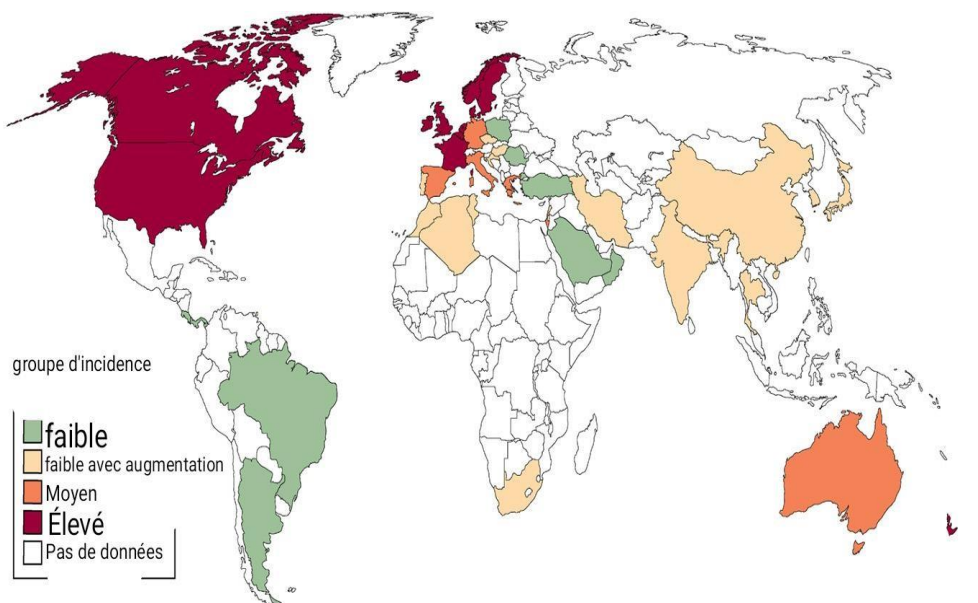 groupe d'incidence
faible
faible avec augmentation
Moyen
Élevé
Pas de données